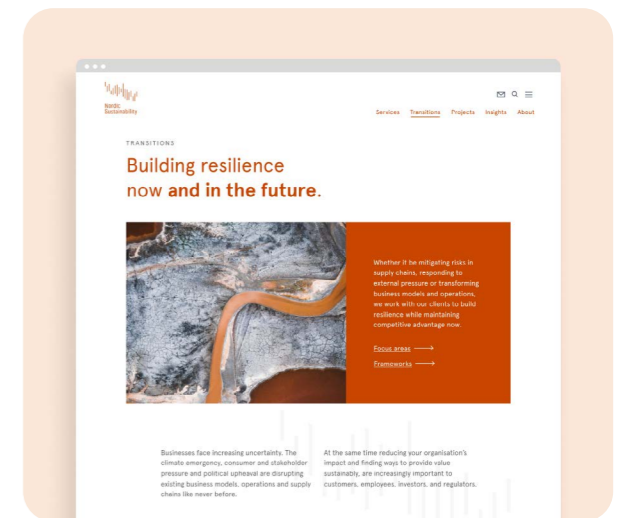 Nordic
Sustainability
Services Transitions Projects Insights About
TRANSITIONS
Building resilience
now and in the future.
Whether it be mitigating risks in
supply chains, responding to
external pressure or transforming
business models and operations,
we work with our clients to build
resilience while maintaining
competitive advantage now.
Focus areas
Frameworks
Businesses face increasing uncertainty. The
climate emergency, consumer and stakeholder
pressure and political upheaval are disrupting
existing business models, operations and supply
chains like never before.
At the same time reducing your organisation's
impact and finding ways to provide value
sustainably, are increasingly important to
customers, employees, investors, and regulators.